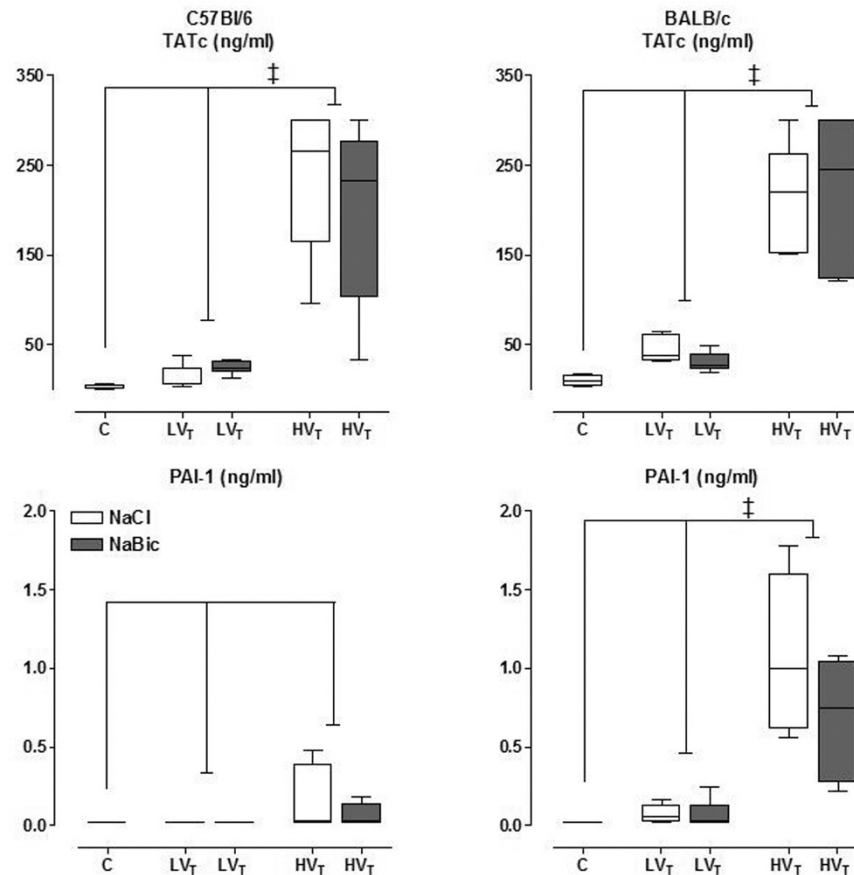 C57Bl/6
TATc (ng/ml)
‡
350
250
150
50
C LVT LVT HVT HVT
BALB/c
TATc (ng/ml)
‡
350
250
150
50
C LVT LVT HVT HVT
PAI-1 (ng/ml)
2.0
1.5
1.0
0.5
0.0
NaCl
NaBic
C LVT LVT HVT HVT
PAI-1 (ng/ml)
‡
2.0
1.5
1.0
0.5
0.0
C LVT LVT HVT HVT